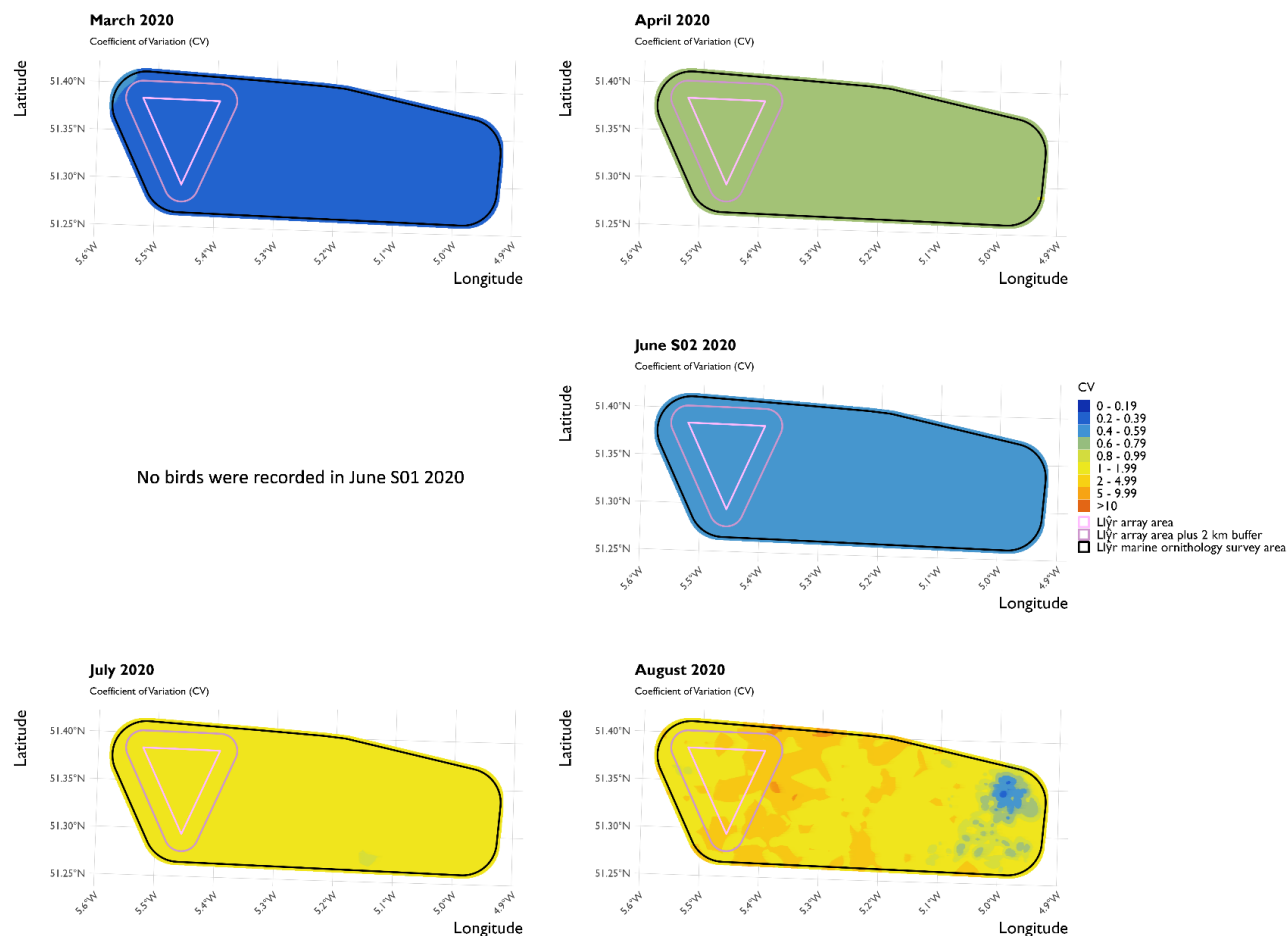 March 2020
Coefficient of Variation (CV)
Latitude
51.40°N
51.35°N
51.30°N
51.25°N
5.6°W
5.5°W
5.4°W
5.3°W
5.2°W
5.1°W
5.0°W
4.9°W
Longitude
April 2020
Coefficient of Variation (CV)
Latitude
51.40°N
51.35°N
51.30°N
51.25°N
5.6°W
5.5°W
5.4°W
5.3°W
5.2°W
5.1°W
5.0°W
4.9°W
Longitude
No birds were recorded in June S01 2020
June S02 2020
Coefficient of Variation (CV)
Latitude
51.40°N
51.35°N
51.30°N
51.25°N
5.6°W
5.5°W
5.4°W
5.3°W
5.2°W
5.1°W
5.0°W
4.9°W
Longitude
CV
0 - 0.19
0.2 - 0.39
0.4 - 0.59
0.6 - 0.79
0.8 - 0.99
1 - 1.99
2 - 4.99
5 - 9.99
>10
Llŷr array area
Llŷr array area plus 2 km buffer
Llŷr marine ornithology survey area
July 2020
Coefficient of Variation (CV)
Latitude
51.40°N
51.35°N
51.30°N
51.25°N
5.6°W
5.5°W
5.4°W
5.3°W
5.2°W
5.1°W
5.0°W
4.9°W
Longitude
August 2020
Coefficient of Variation (CV)
Latitude
51.40°N
51.35°N
51.30°N
51.25°N
5.6°W
5.5°W
5.4°W
5.3°W
5.2°W
5.1°W
5.0°W
4.9°W
Longitude